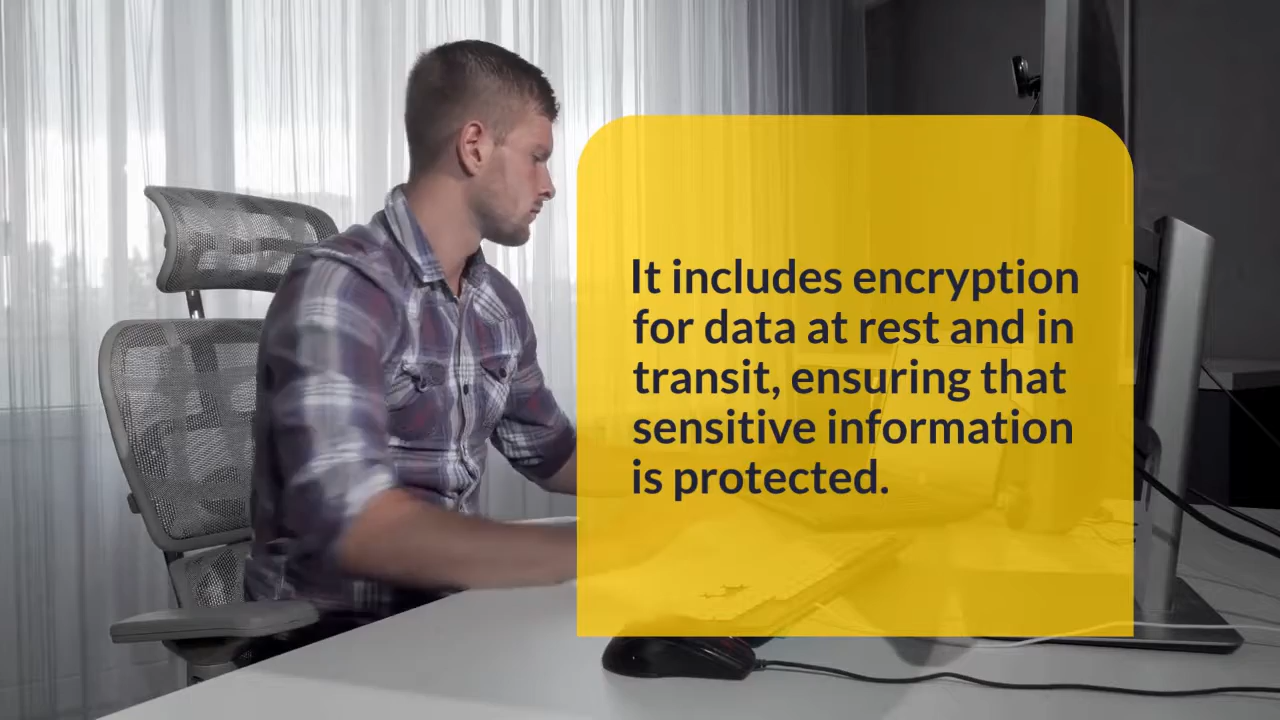 It includes encryption
for data at rest and in
transit, ensuring that
sensitive information
is protected.